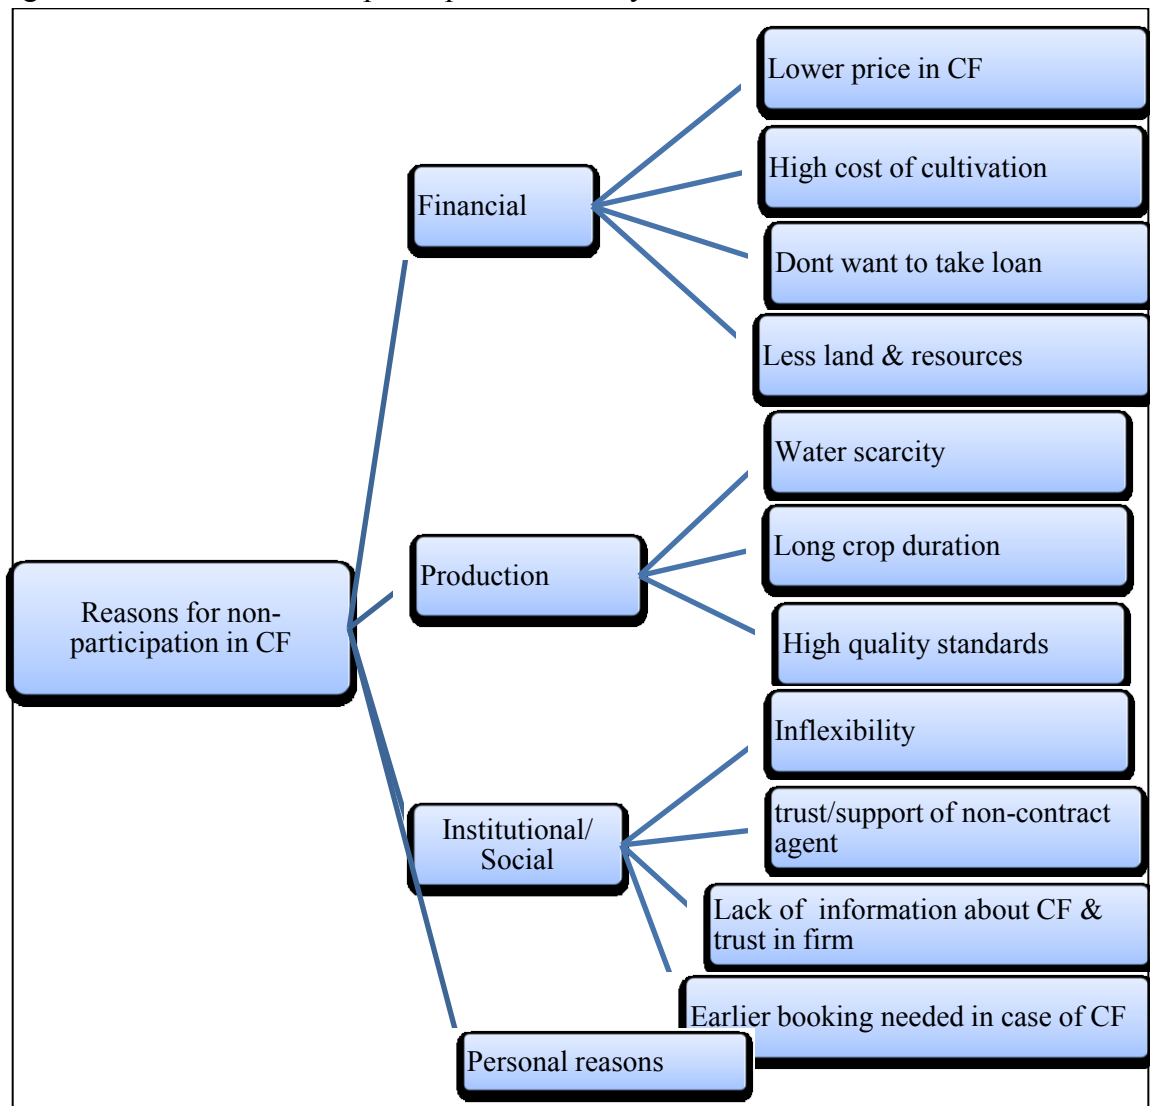 Lower price in CF
High cost of cultivation
Financial
Dont want to take loan
Less land & resources
Water scarcity
Long crop duration
Production
Reasons for non-
participation in CF
High quality standards
Inflexibility
Institutional/
Social
trust/support of non-contract
agent
Lack of information about CF &
trust in firm
Earlier booking needed in case of CF
Personal reasons